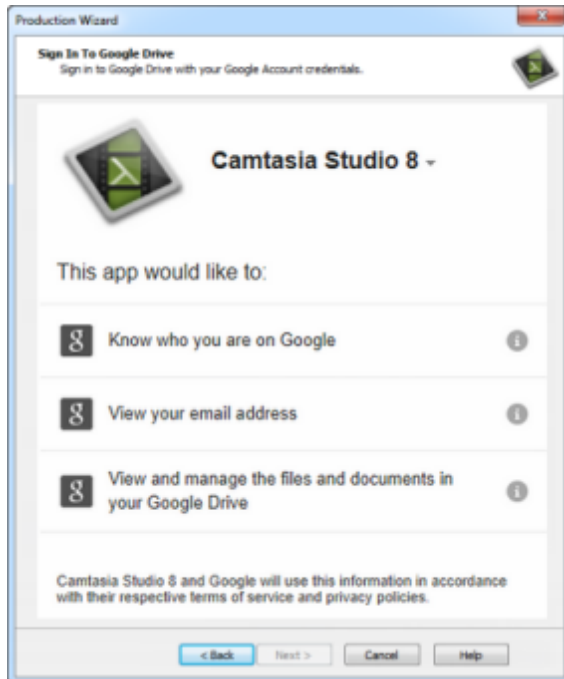 Production Wizard
Sign In To Google Drive
Sign in to Google Drive with your Google Account credentials.
Camtasia Studio 8
This app would like to:
Know who you are on Google
View your email address
View and manage the files and documents in
your Google Drive
Camtasia Studio 8 and Google will use this information in accordance
with their respective terms of service and privacy policies.
< Back Next > Cancel Help